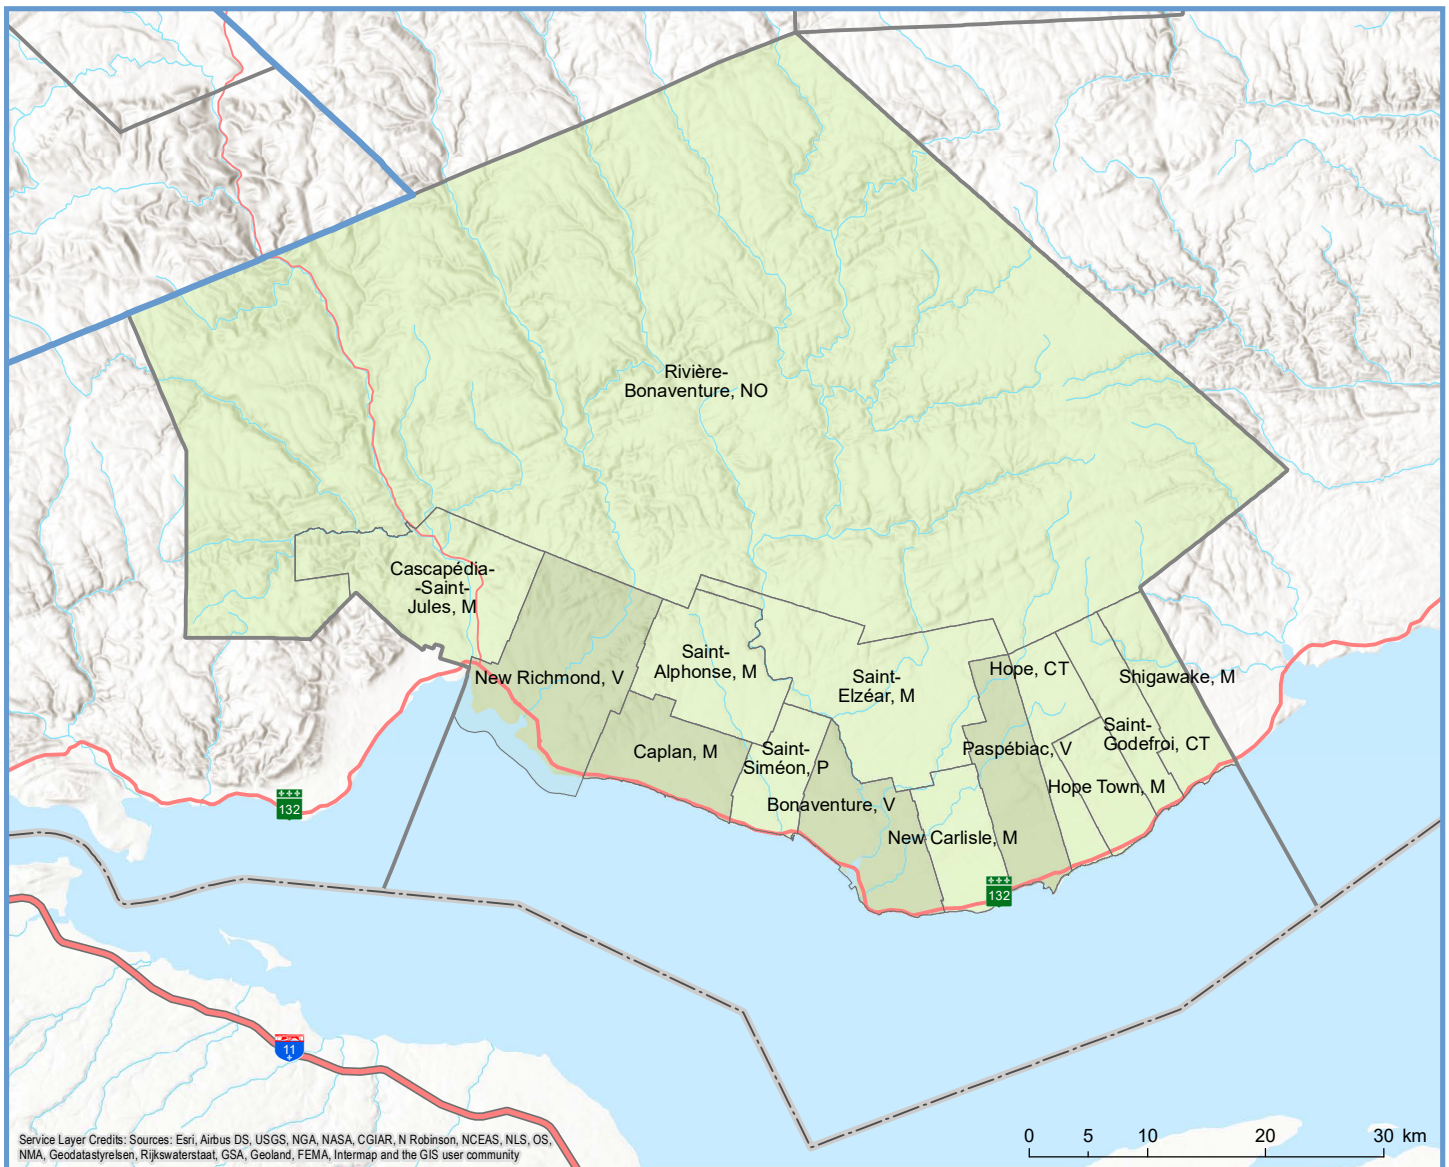 Rivière-
Bonaventure, NO
Cascapédia-
-Saint-
Jules, M
New Richmond, V
Saint-
Alphonse, M
Saint-
Elzéar, M
Hope, CT
Shigawake, M
Caplan, M
Saint-
Siméon, P
Paspébiac, V
Saint-
Godefroi, CT
Hope Town, M
Bonaventure, V
New Carlisle, M
132
132
11
Service Layer Credits: Sources: Esri, Airbus DS, USGS, NGA, NASA, CGIAR, N Robinson, NCEAS, NLS, OS,
NMA, Geodatastyrelsen, Rijkswaterstaat, GSA, Geoland, FEMA, Intermap and the GIS user community
0 5 10 20 30 km